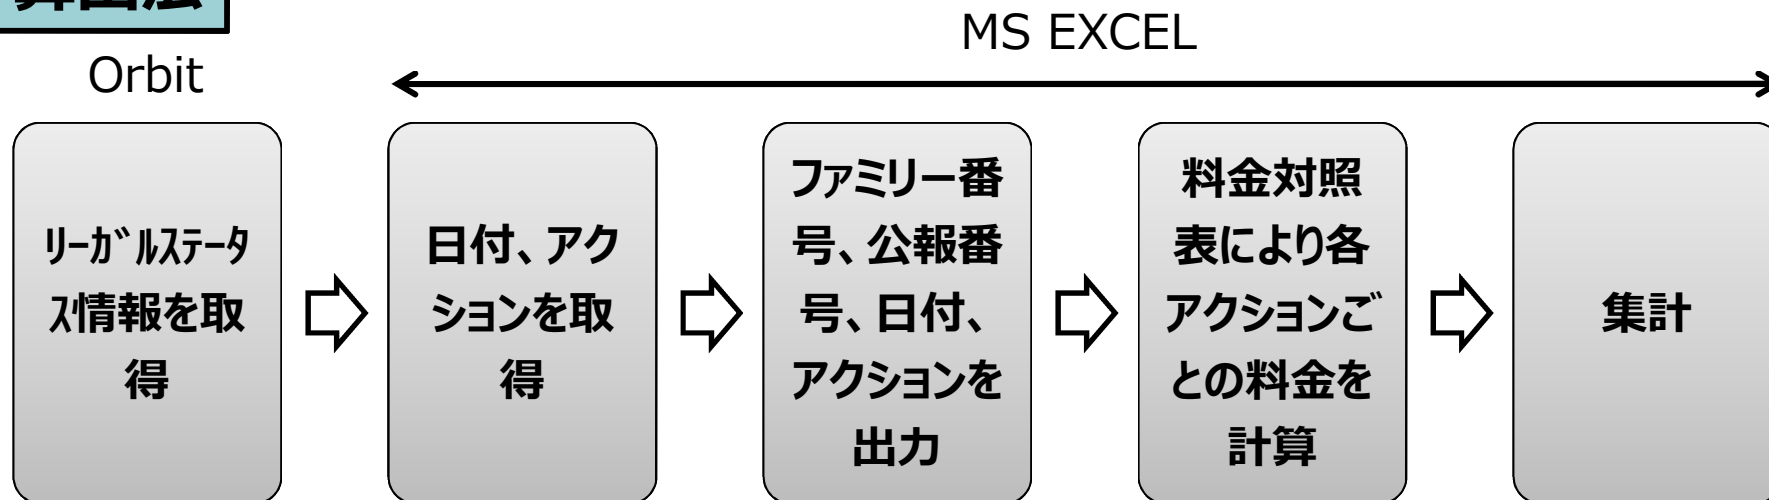 算出法
MS EXCEL
Orbit
リーガルステータ
ス情報を取
得
日付、アク
ションを取
得
ファミリー番
号、公報番
号、日付、
アクションを
出力
料金対照
表により各
アクションご
との料金を
計算
集計